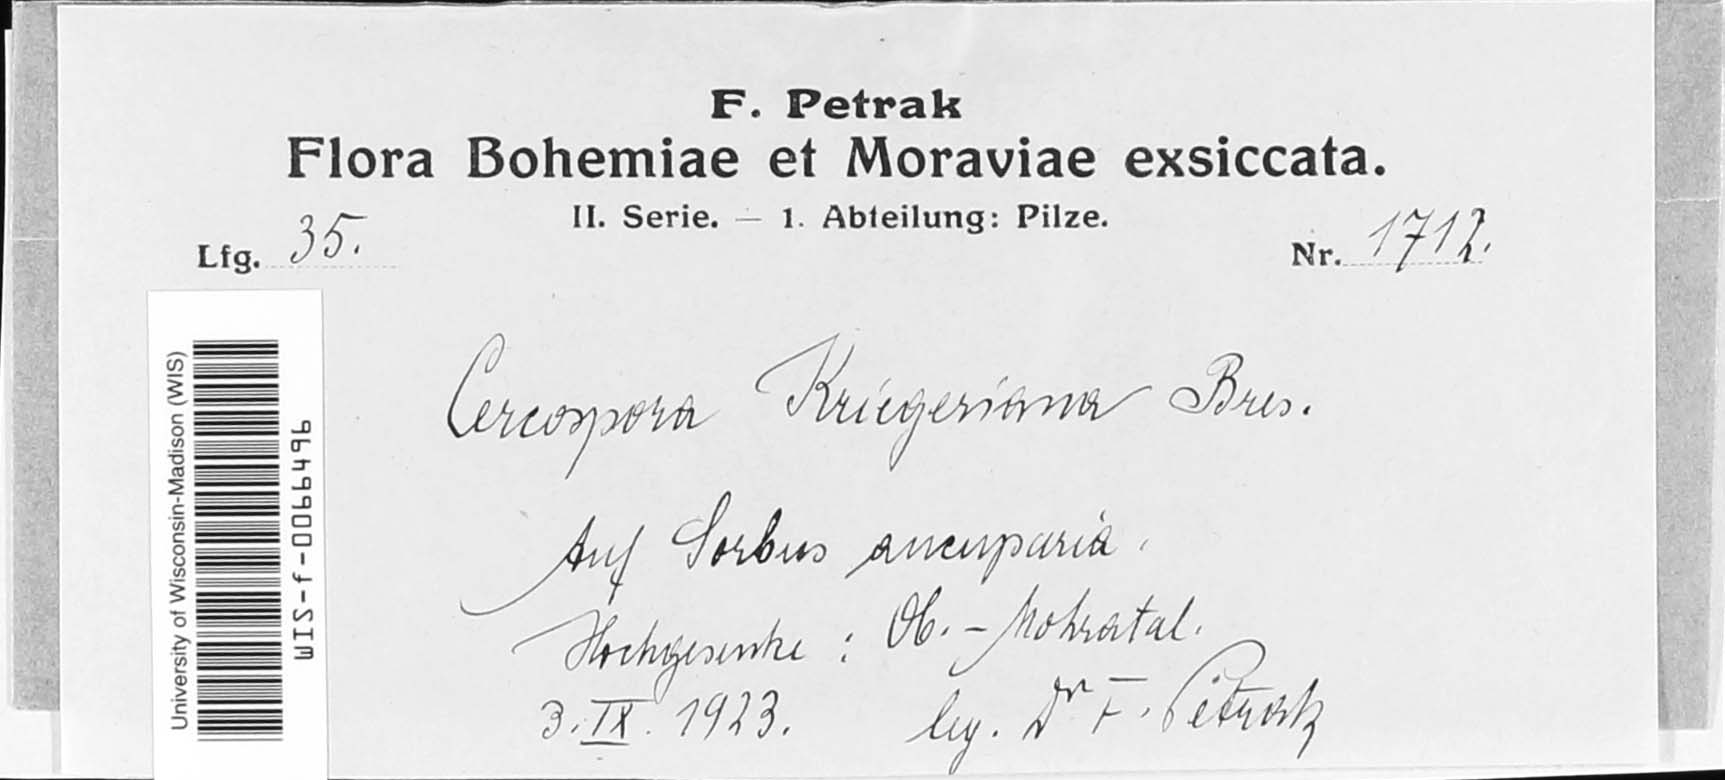 F. Petrak
Flora Bohemiae et Moraviae exsiccata.
II. Serie. — 1. Abteilung: Pilze.
Lfg. 35.
Nr. 1712.
Cercospora Kriegeriana Bres.
Auf Sorbus aucuparia.
Hochgesenke : Ob. - Mohratal.
3. IX. 1923. leg. Dr F. Petrak
University of Wisconsin-Madison (WIS)
WIS-f-0066496